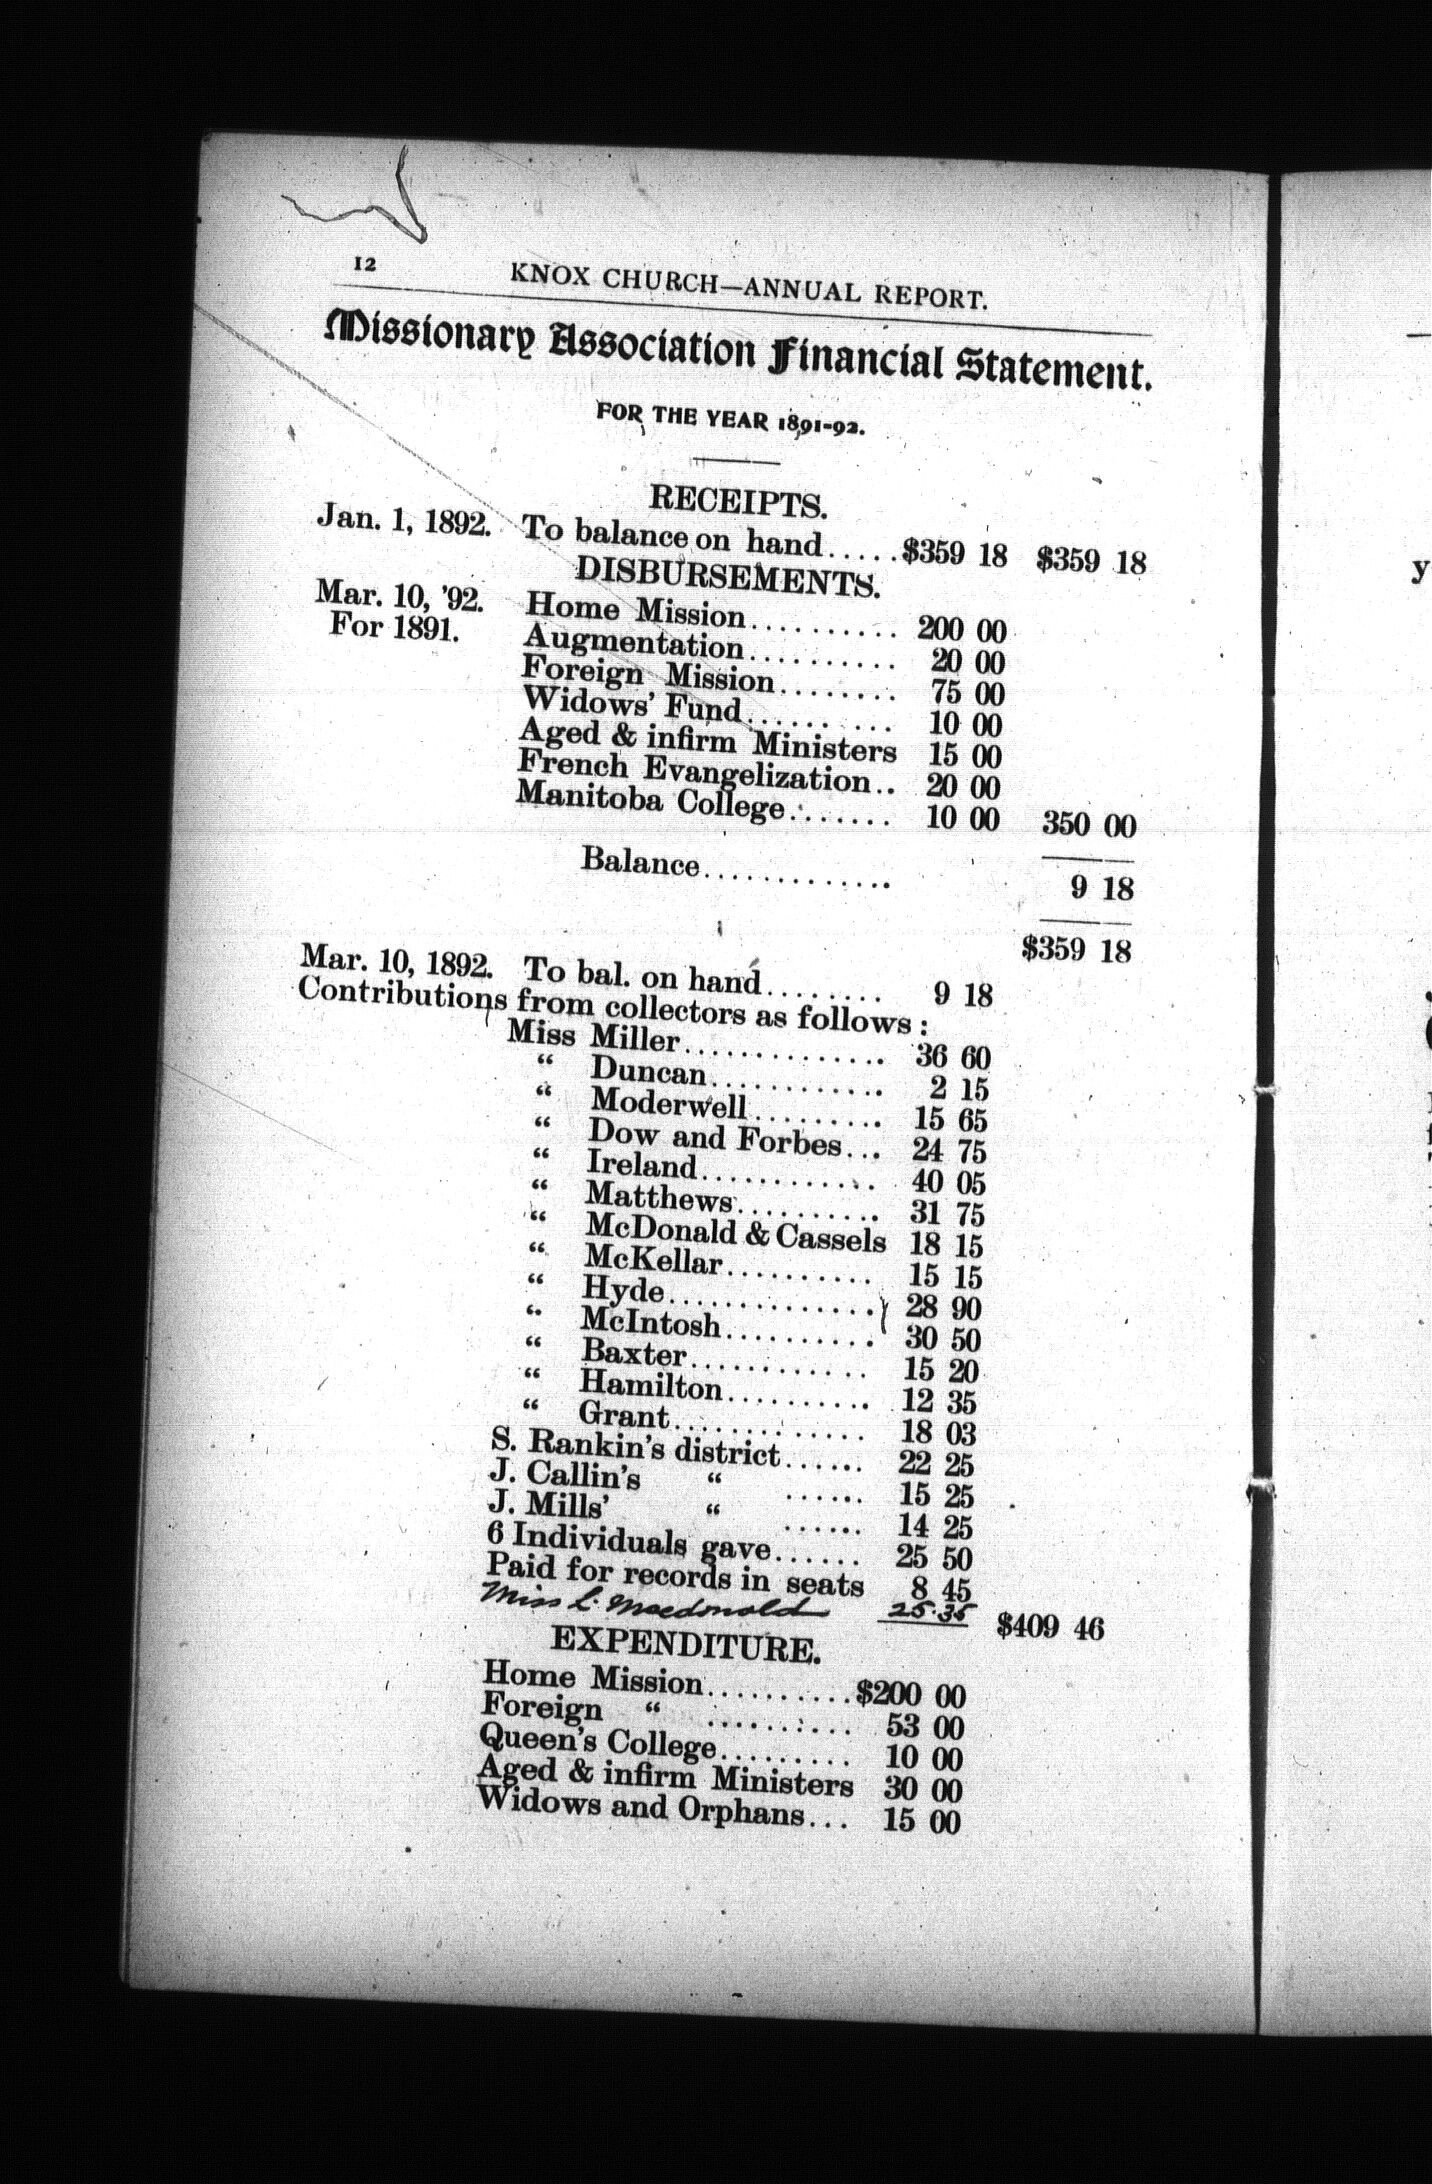 12 KNOX CHURCH—ANNUAL REPORT.
Missionary Association Financial Statement.
FOR THE YEAR 1891-92.
RECEIPTS.
Jan. 1, 1892. To balance on hand.....$359 18 $359 18
DISBURSEMENTS.
Mar. 10, '92. Home Mission.......... 200 00
For 1891. Augmentation.......... 20 00
Foreign Mission........ 75 00
Widows' Fund.......... 10 00
Aged & infirm Ministers 15 00
French Evangelization.. 20 00
Manitoba College....... 10 00 350 00
Balance............. 9 18
$359 18
Mar. 10, 1892. To bal. on hand........ 9 18
Contributions from collectors as follows :
Miss Miller.............. 36 60
“ Duncan............ 2 15
“ Moderwell......... 15 65
“ Dow and Forbes... 24 75
“ Ireland............ 40 05
“ Matthews.......... 31 75
“ McDonald & Cassels 18 15
“ McKellar.......... 15 15
“ Hyde.............. 28 90
“ McIntosh.......... 30 50
“ Baxter............ 15 20
“ Hamilton.......... 12 35
“ Grant............. 18 03
S. Rankin's district...... 22 25
J. Callin's “ ...... 15 25
J. Mills' “ ...... 14 25
6 Individuals gave...... 25 50
Paid for records in seats 8 45
Miss L. Macdonald 25.35 $409 46
EXPENDITURE.
Home Mission..........$200 00
Foreign “ .......... 53 00
Queen's College......... 10 00
Aged & infirm Ministers 30 00
Widows and Orphans... 15 00